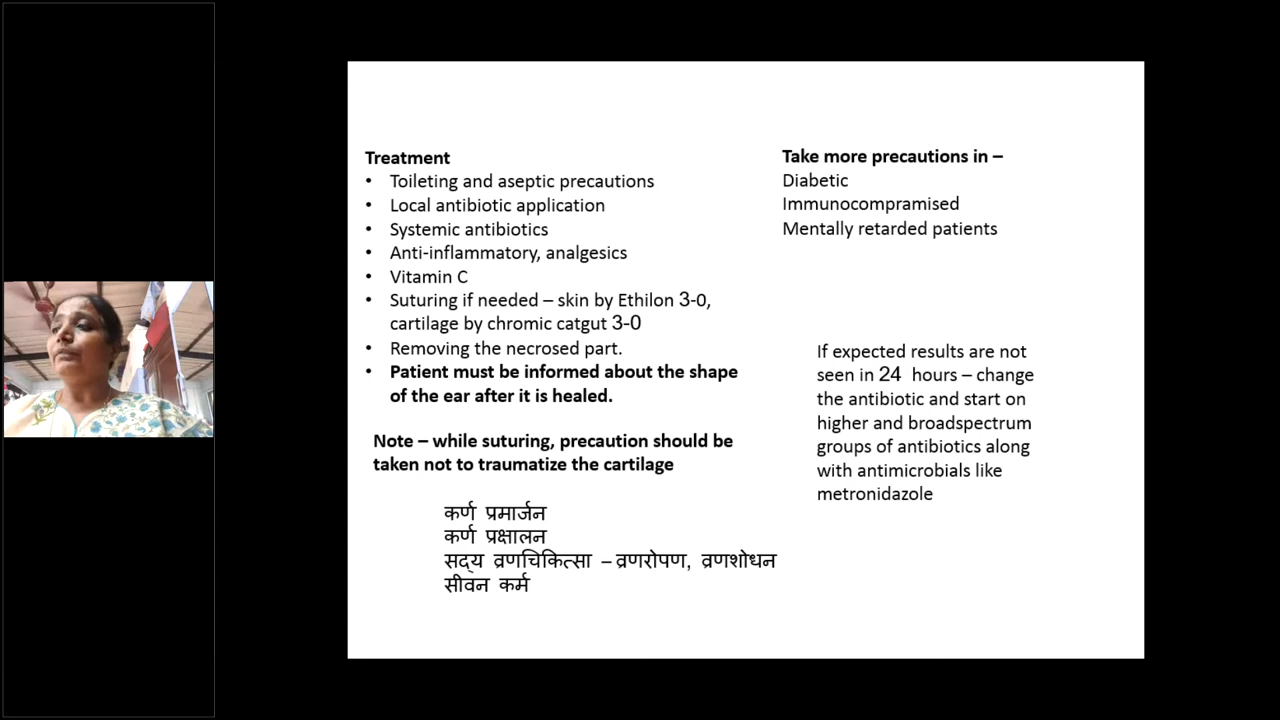 Treatment
• Toileting and aseptic precautions
• Local antibiotic application
• Systemic antibiotics
• Anti-inflammatory, analgesics
• Vitamin C
• Suturing if needed – skin by Ethilon 3-0,
cartilage by chromic catgut 3-0
• Removing the necrosed part.
• Patient must be informed about the shape
of the ear after it is healed.
Note – while suturing, precaution should be
taken not to traumatize the cartilage
कर्ण प्रमार्जन
कर्ण प्रक्षालन
सद्य व्रणचिकित्सा – व्रणरोपण, व्रणशोधन
सीवन कर्म
Take more precautions in –
Diabetic
Immunocompramised
Mentally retarded patients
If expected results are not
seen in 24 hours – change
the antibiotic and start on
higher and broadspectrum
groups of antibiotics along
with antimicrobials like
metronidazole